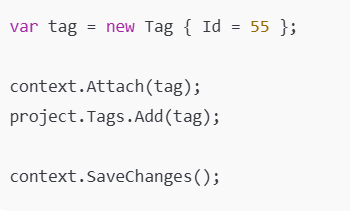 var tag = new Tag { Id = 55 };
context.Attach(tag);
project.Tags.Add(tag);
context.SaveChanges();